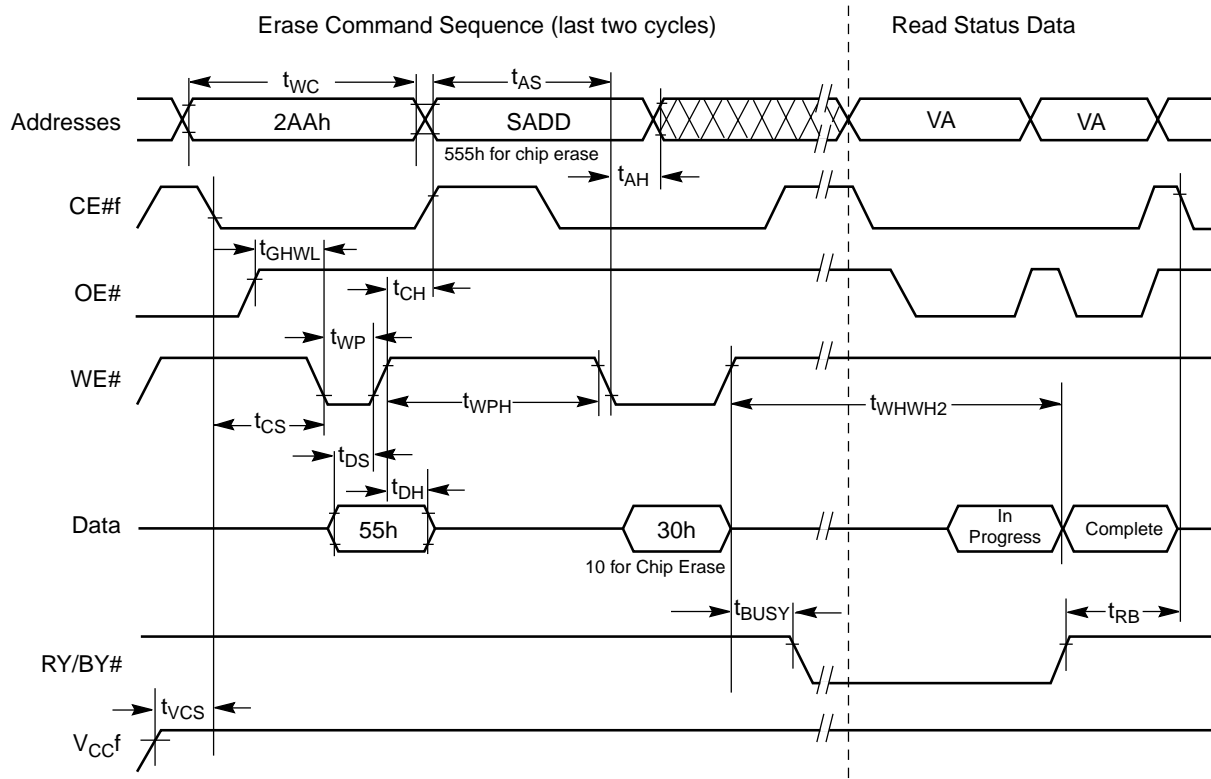 Erase Command Sequence (last two cycles)
Read Status Data
tWC
tAS
Addresses
2AAh
SADD
VA
VA
555h for chip erase
tAH
CE#f
tGHWL
OE#
tCH
tWP
WE#
tWPH
tWHWH2
tCS
tDS
tDH
Data
55h
30h
In
Progress
Complete
10 for Chip Erase
tBUSY
tRB
RY/BY#
tVCS
VCCf